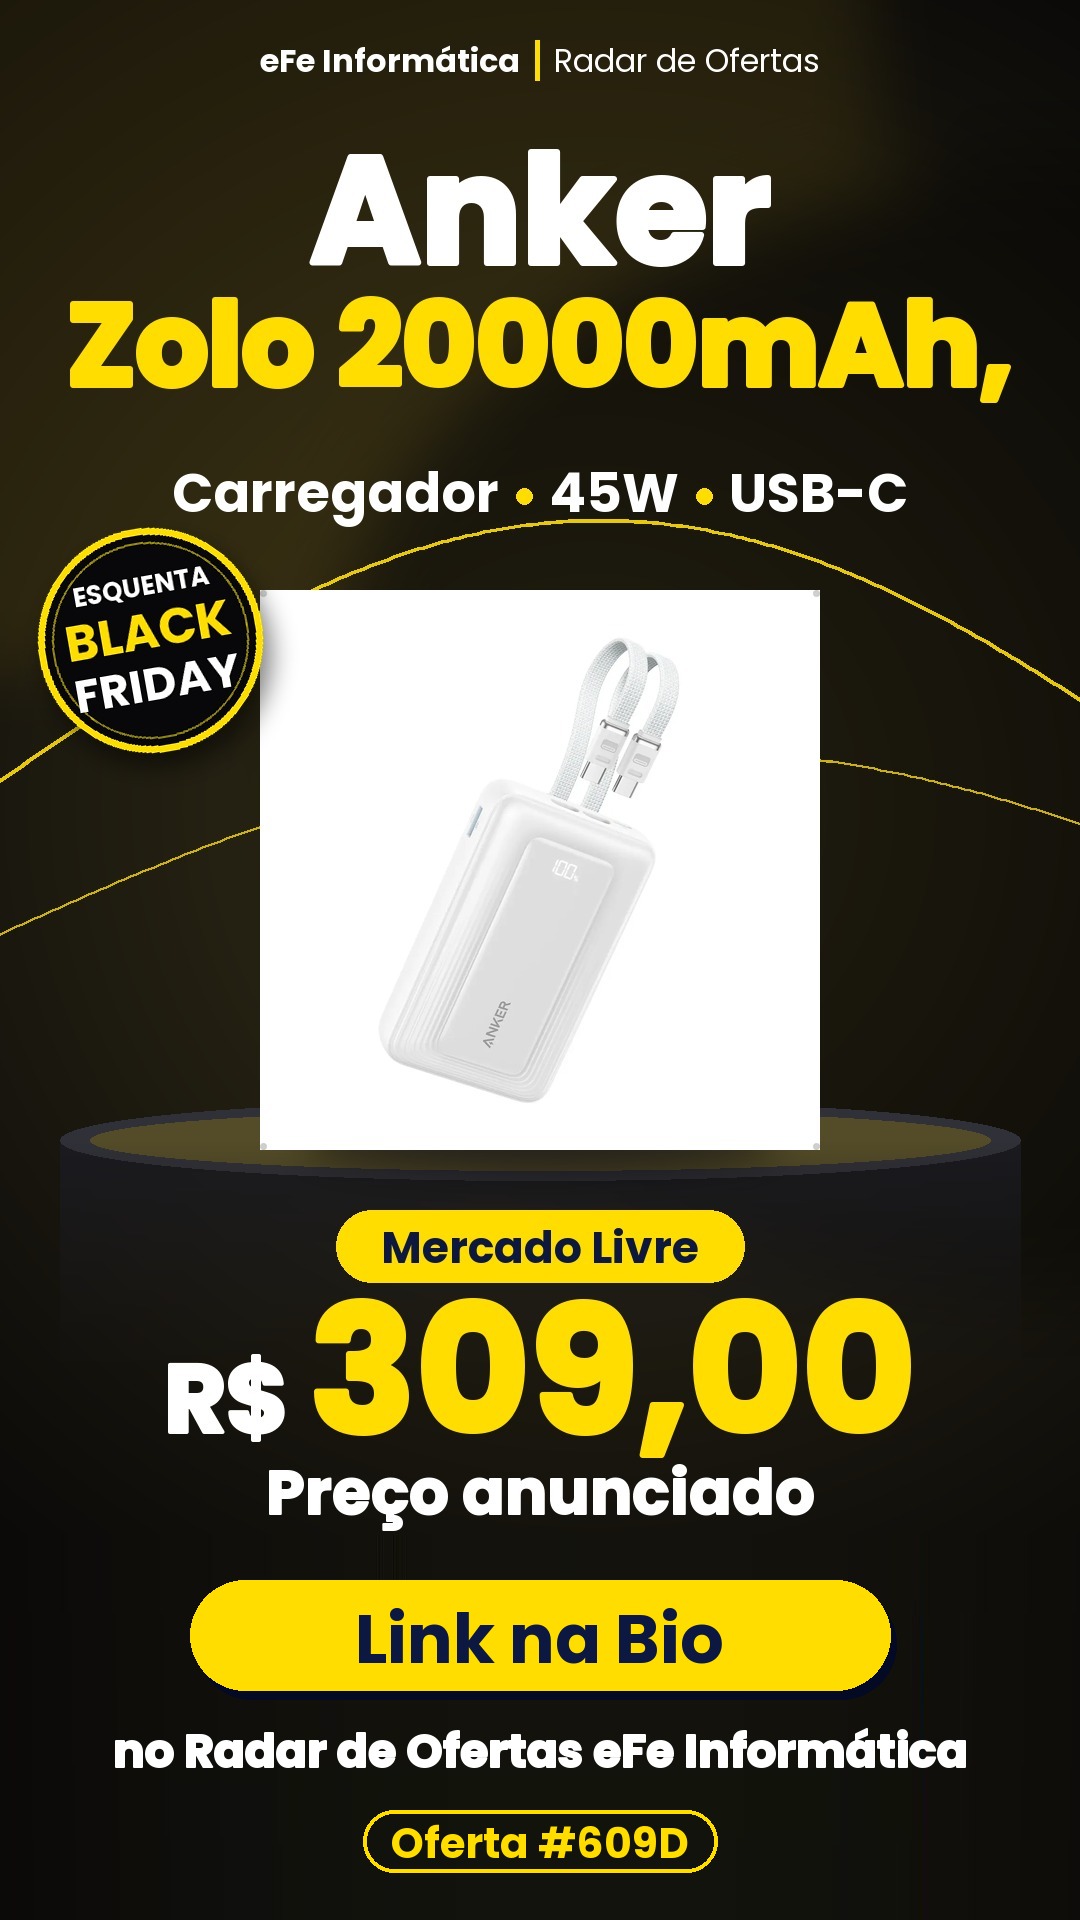 eFe Informática | Radar de Ofertas
Anker
Zolo 20000mAh,
Carregador • 45W • USB-C
ESQUENTA
BLACK
FRIDAY
100%
ANKER
Mercado Livre
R$ 309,00
Preço anunciado
Link na Bio
no Radar de Ofertas eFe Informática
Oferta #609D